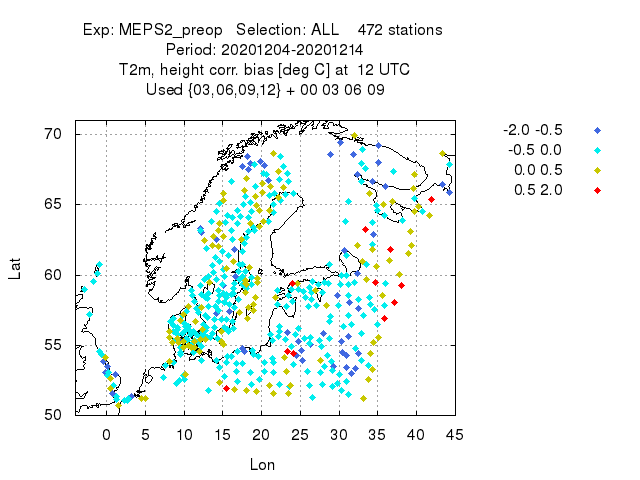 Exp: MEPS2_preop   Selection: ALL    472 stations
Period: 20201204-20201214
T2m, height corr. bias [deg C] at  12 UTC
Used {03,06,09,12} + 00 03 06 09
-2.0 -0.5
-0.5 0.0
0.0 0.5
0.5 2.0
70
65
60
55
50
Lat
0 5 10 15 20 25 30 35 40 45
Lon